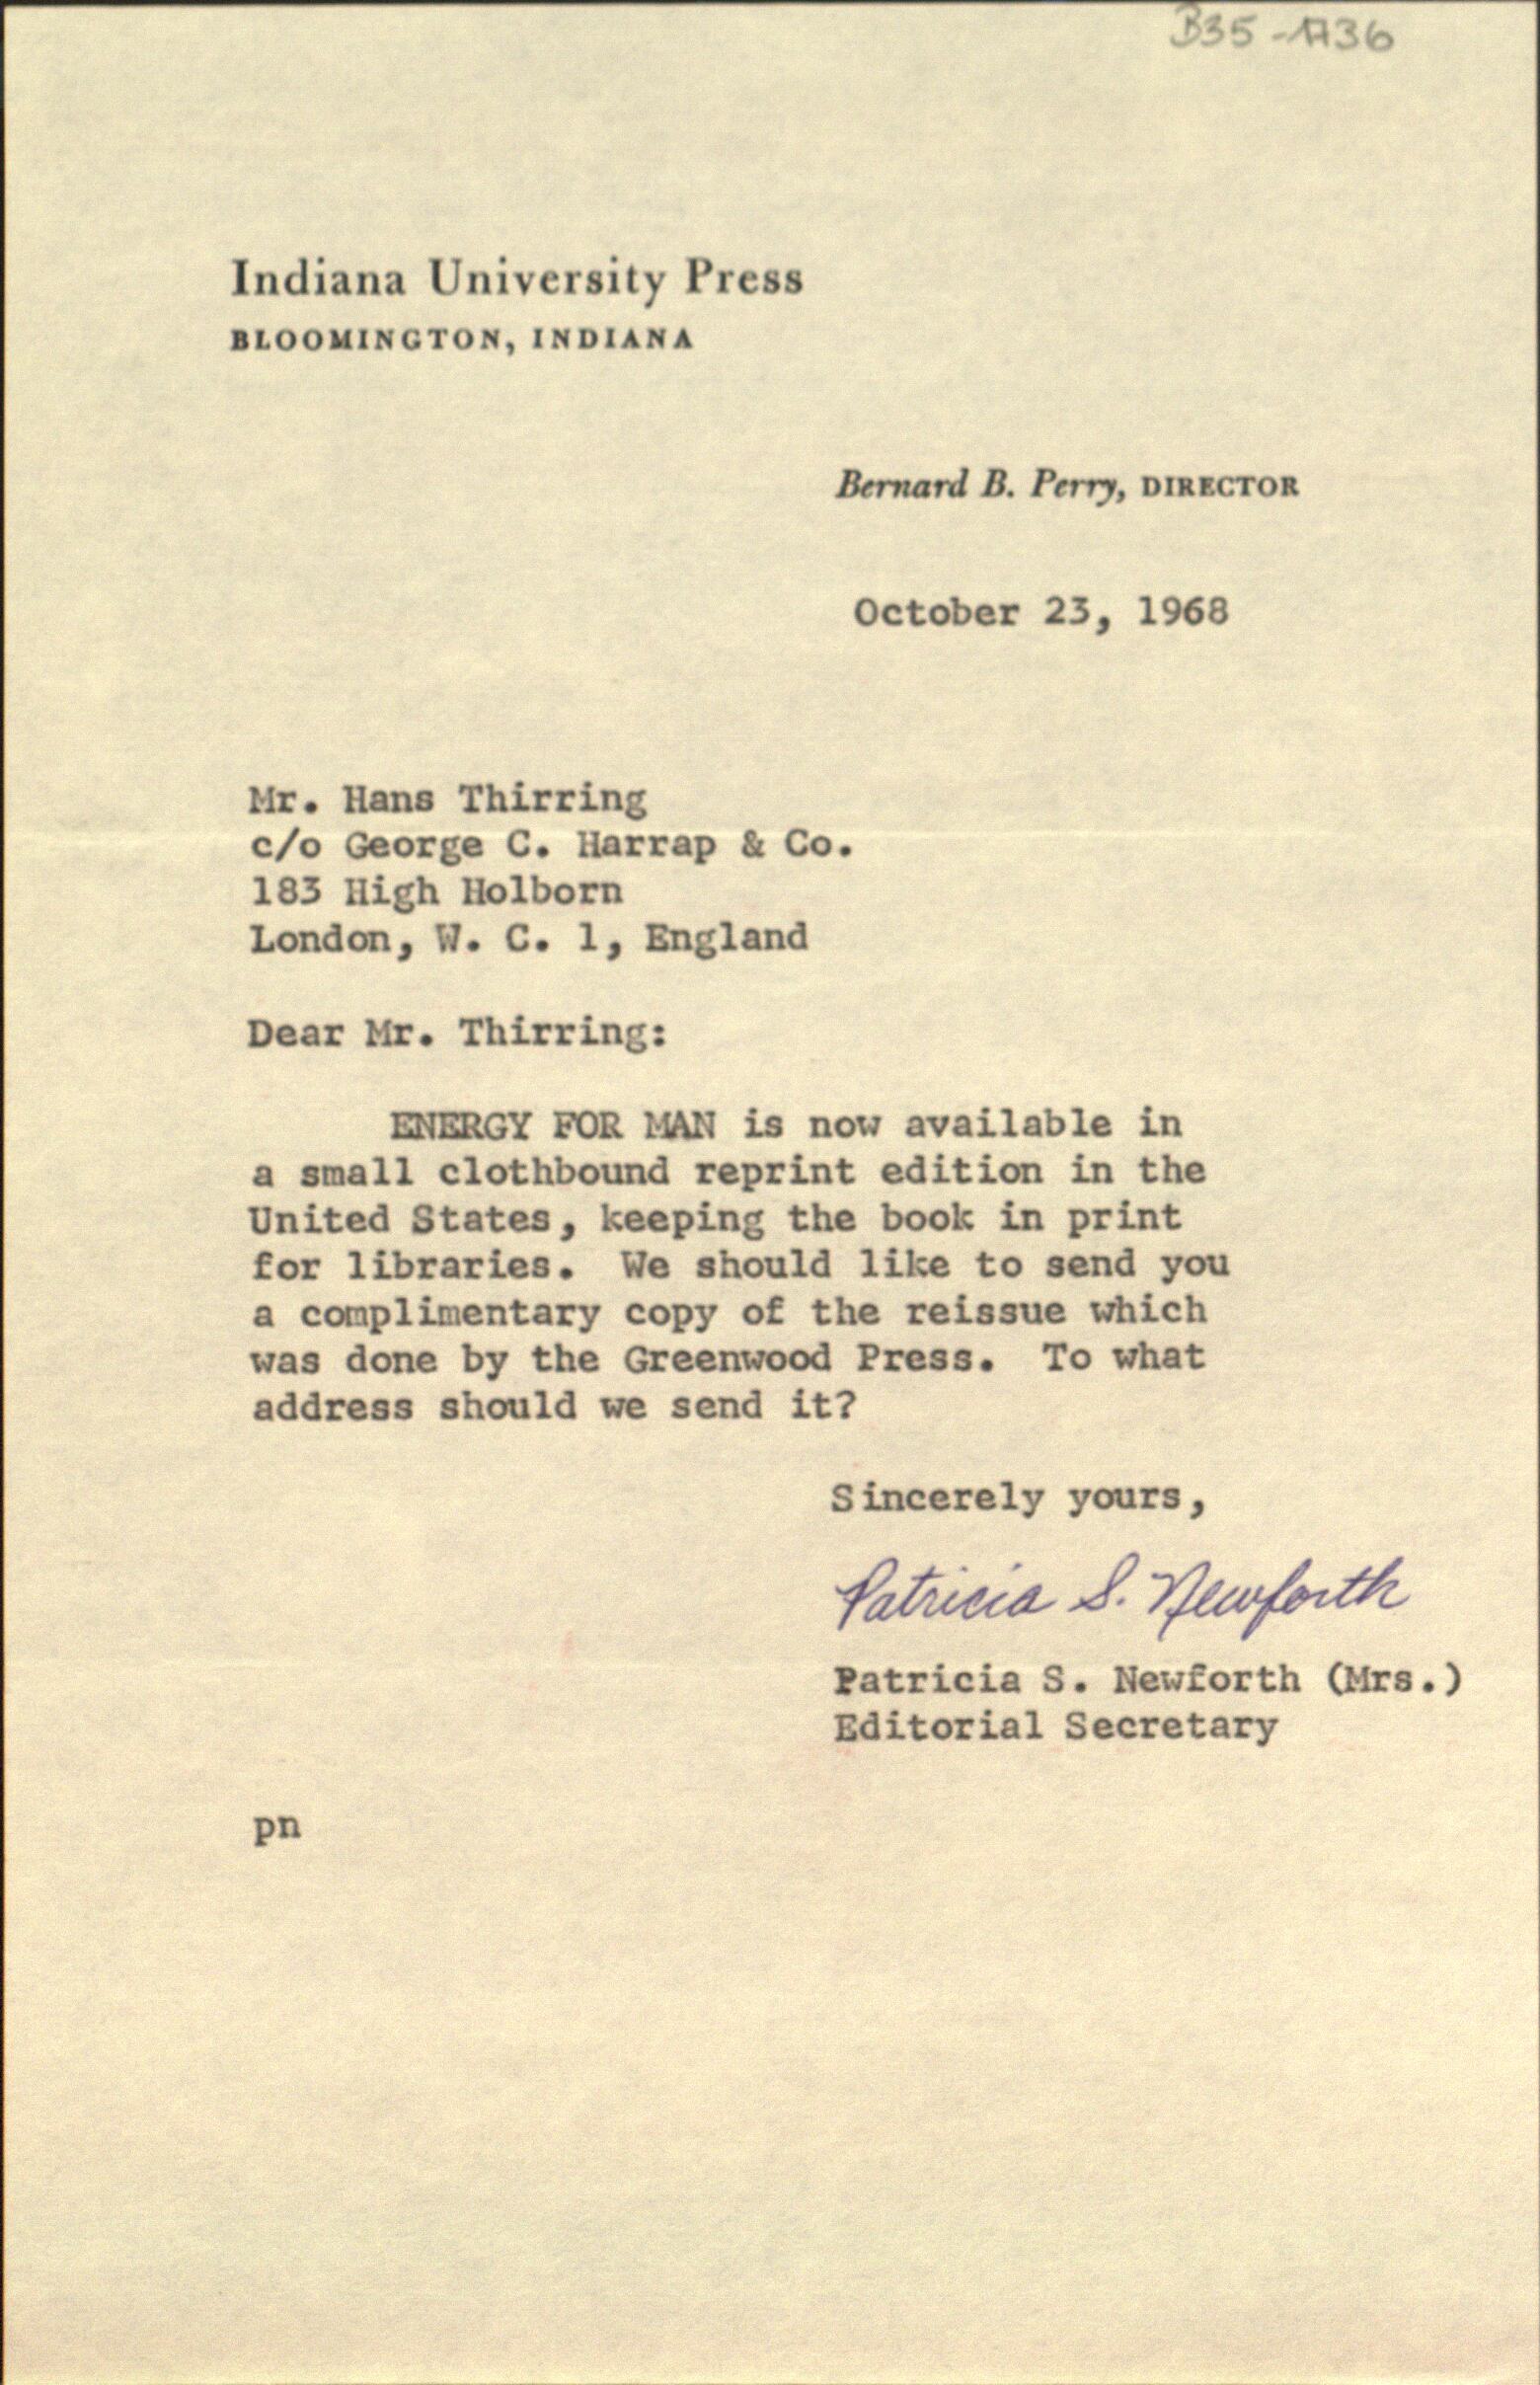 B35-1736
Indiana University Press
BLOOMINGTON, INDIANA
Bernard B. Perry, DIRECTOR
October 23, 1968
Mr. Hans Thirring
c/o George C. Harrap & Co.
183 High Holborn
London, W. C. 1, England
Dear Mr. Thirring:
ENERGY FOR MAN is now available in
a small clothbound reprint edition in the
United States, keeping the book in print
for libraries. We should like to send you
a complimentary copy of the reissue which
was done by the Greenwood Press. To what
address should we send it?
Sincerely yours,
Patricia S. Newforth
Patricia S. Newforth (Mrs.)
Editorial Secretary
pn